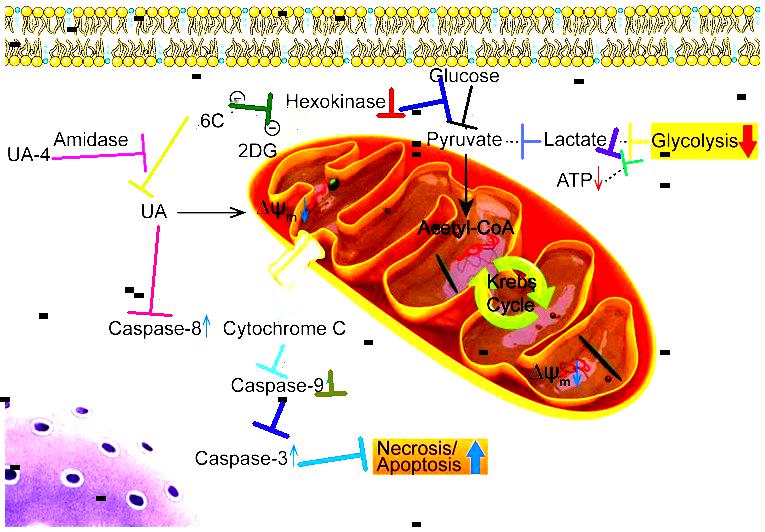 Glucose
6C
Hexokinase
Amidase
UA-4
2DG
Pyruvate
Lactate
Glycolysis
ATP
UA
ΔΨm
Acetyl-CoA
Krebs
Cycle
Caspase-8
Cytochrome C
ΔΨm
Caspase-9
Caspase-3
Necrosis/
Apoptosis